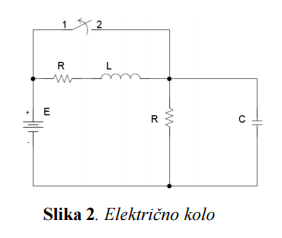 1 2
R L
+ E
R C
-
Slika 2. Električno kolo